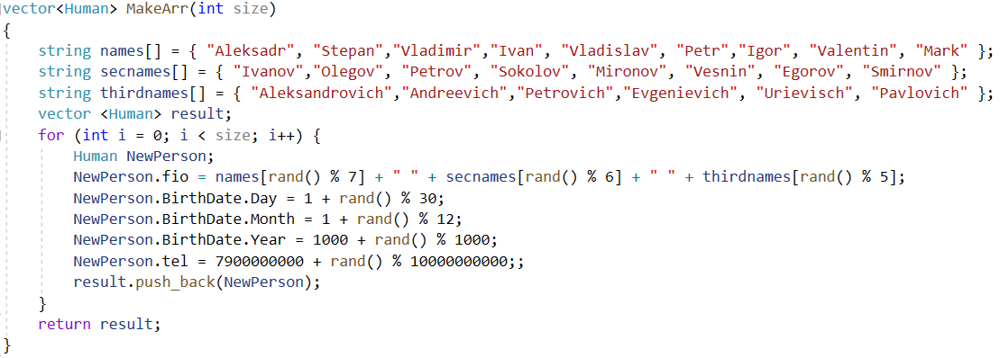 vector<Human> MakeArr(int size)
{
    string names[] = { "Aleksadr", "Stepan","Vladimir","Ivan", "Vladislav", "Petr","Igor", "Valentin", "Mark" };
    string secnames[] = { "Ivanov","Olegov", "Petrov", "Sokolov", "Mironov", "Vesnin", "Egorov", "Smirnov" };
    string thirdnames[] = { "Aleksandrovich","Andreevich","Petrovich","Evgenievich", "Urievisch", "Pavlovich" };
    vector <Human> result;
    for (int i = 0; i < size; i++) {
        Human NewPerson;
        NewPerson.fio = names[rand() % 7] + " " + secnames[rand() % 6] + " " + thirdnames[rand() % 5];
        NewPerson.BirthDate.Day = 1 + rand() % 30;
        NewPerson.BirthDate.Month = 1 + rand() % 12;
        NewPerson.BirthDate.Year = 1000 + rand() % 1000;
        NewPerson.tel = 7900000000 + rand() % 10000000000;;
        result.push_back(NewPerson);
    }
    return result;
}